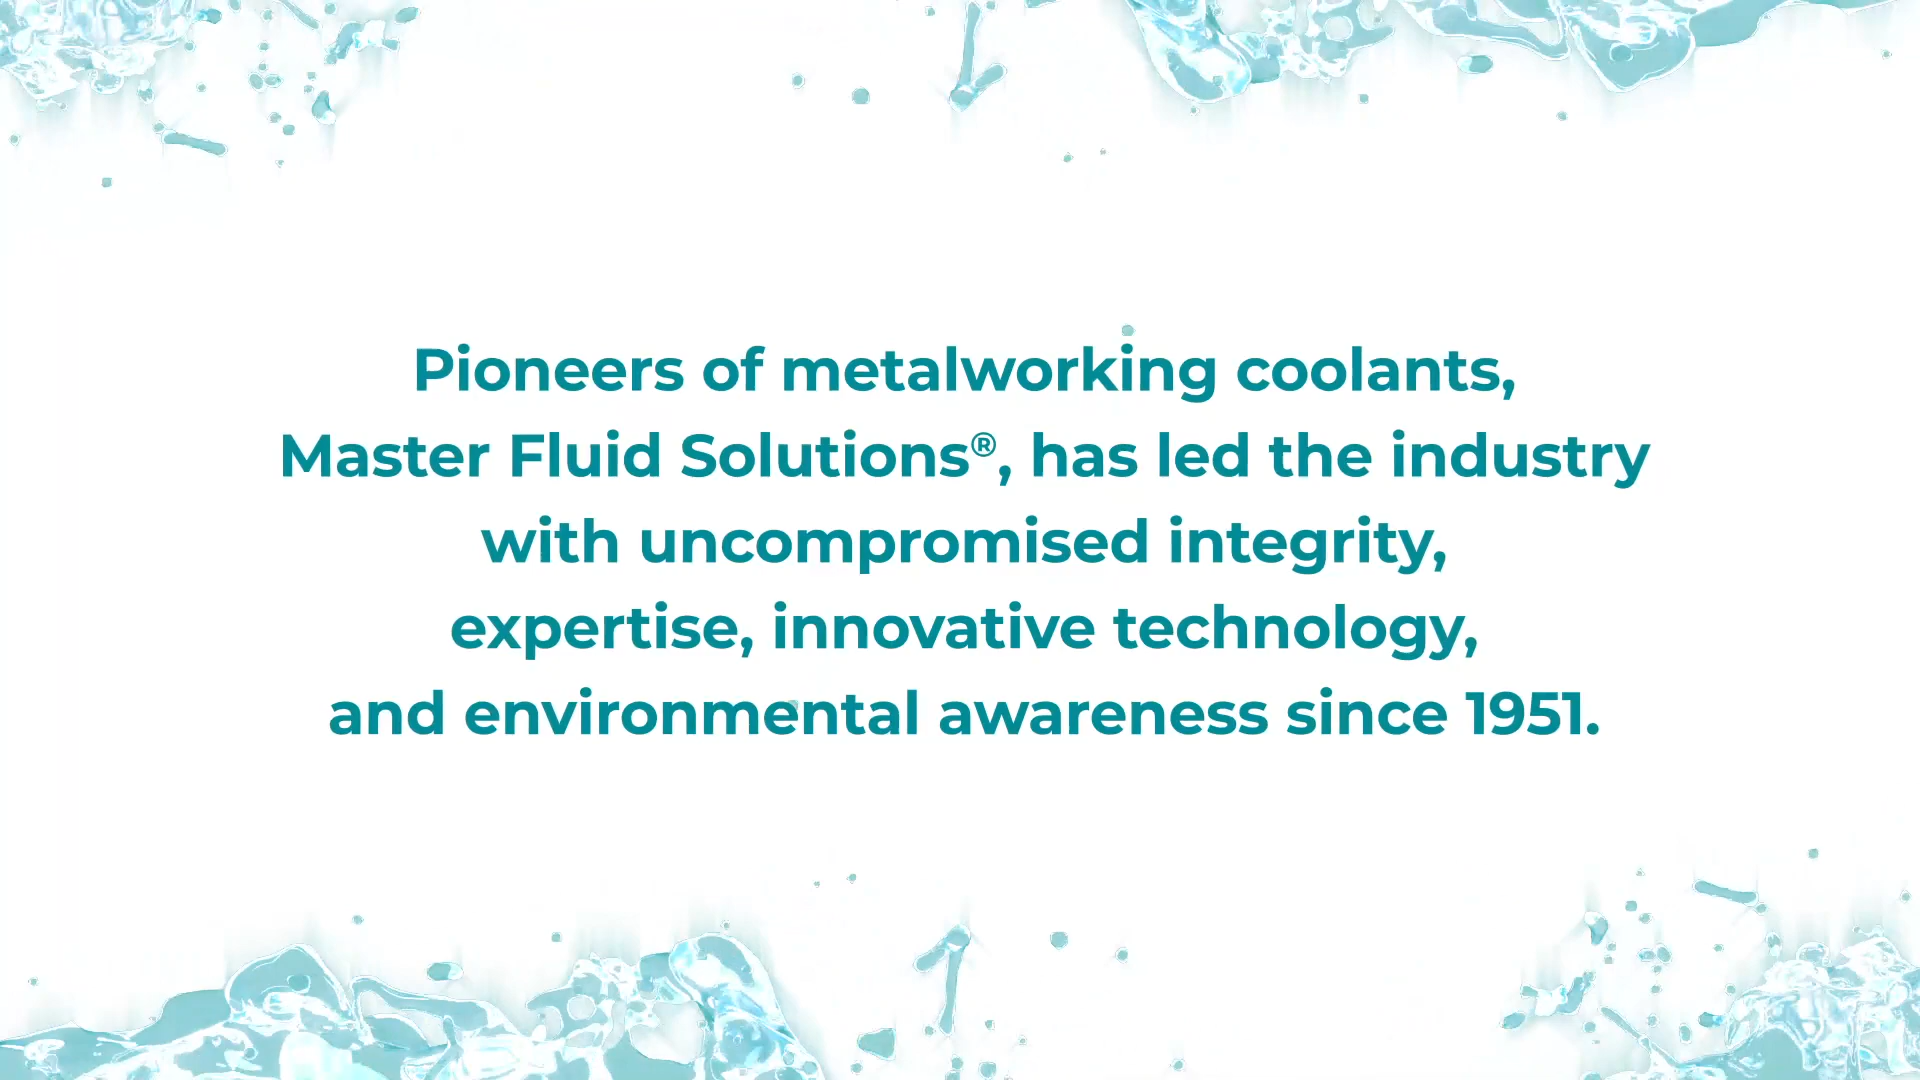 Pioneers of metalworking coolants,
Master Fluid Solutions®, has led the industry
with uncompromised integrity,
expertise, innovative technology,
and environmental awareness since 1951.